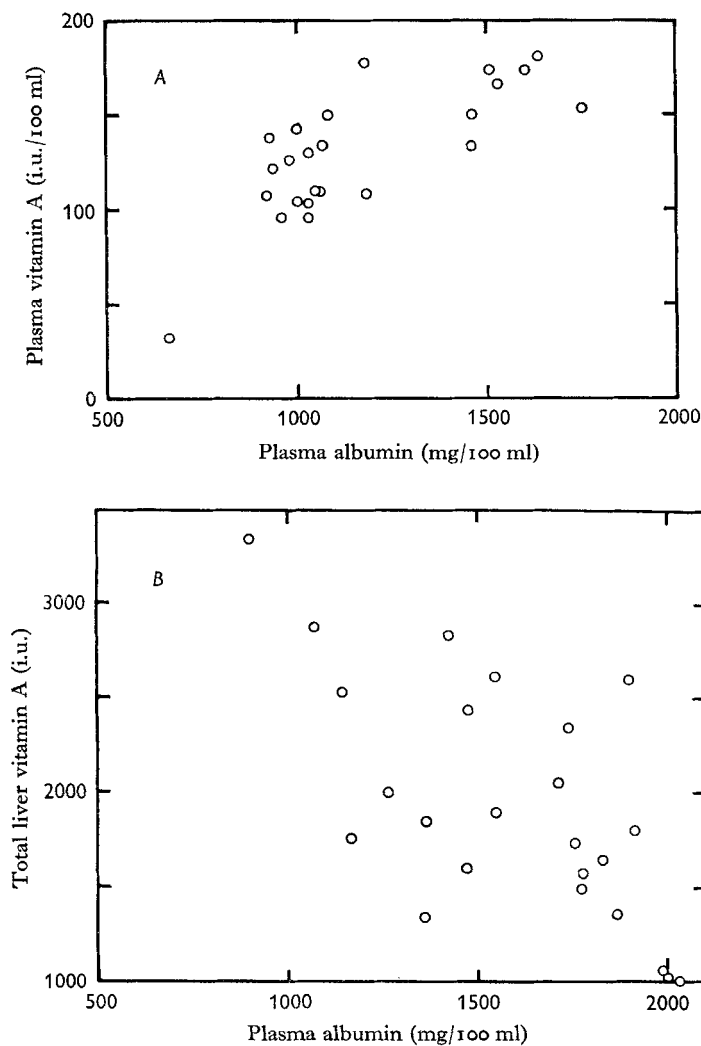 200
A
100
0
500
1000
1500
2000
Plasma vitamin A (i.u./100 ml)
Plasma albumin (mg/100 ml)
B
3000
2000
1000
500
1000
1500
2000
Total liver vitamin A (i.u.)
Plasma albumin (mg/100 ml)